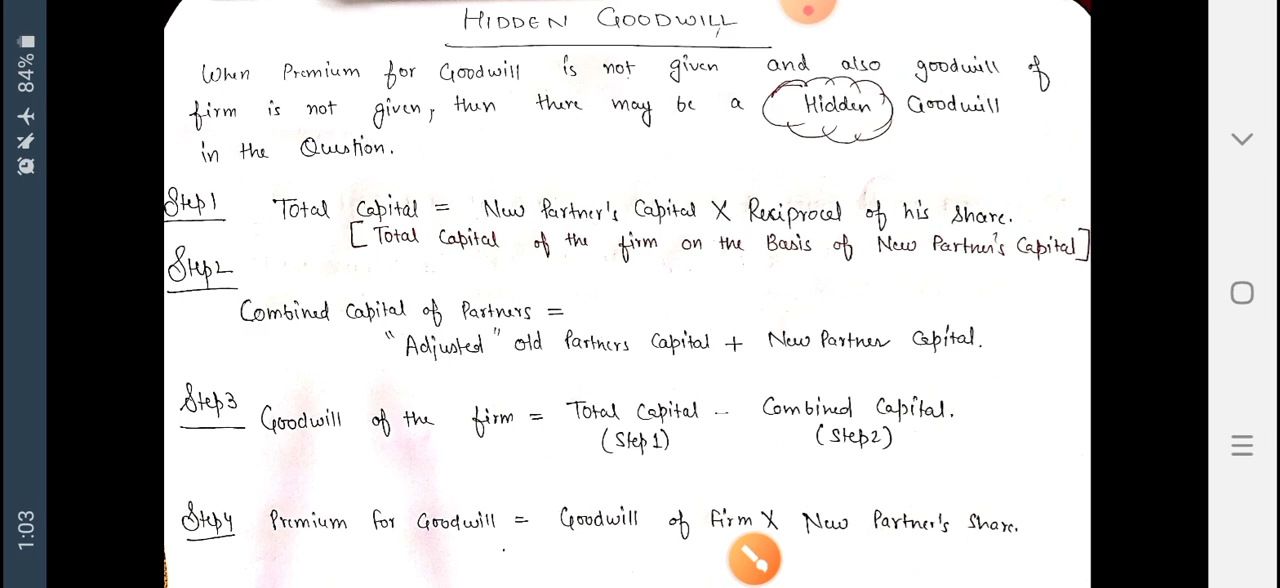 HIDDEN GOODWILL
When Premium for Goodwill is not given and also goodwill of
firm is not given, then there may be a Hidden Goodwill
in the Question.
Step1 Total Capital = New Partner's Capital X Reciprocal of his Share.
[Total Capital of the firm on the Basis of New Partner's Capital]
Step2
Combined Capital of Partners =
"Adjusted" old Partners Capital + New Partner Capital.
Step3 Goodwill of the firm = Total Capital - Combined Capital.
(Step 1) (Step2)
Step4 Premium for Goodwill = Goodwill of Firm X New Partner's Share.
84%
1:03